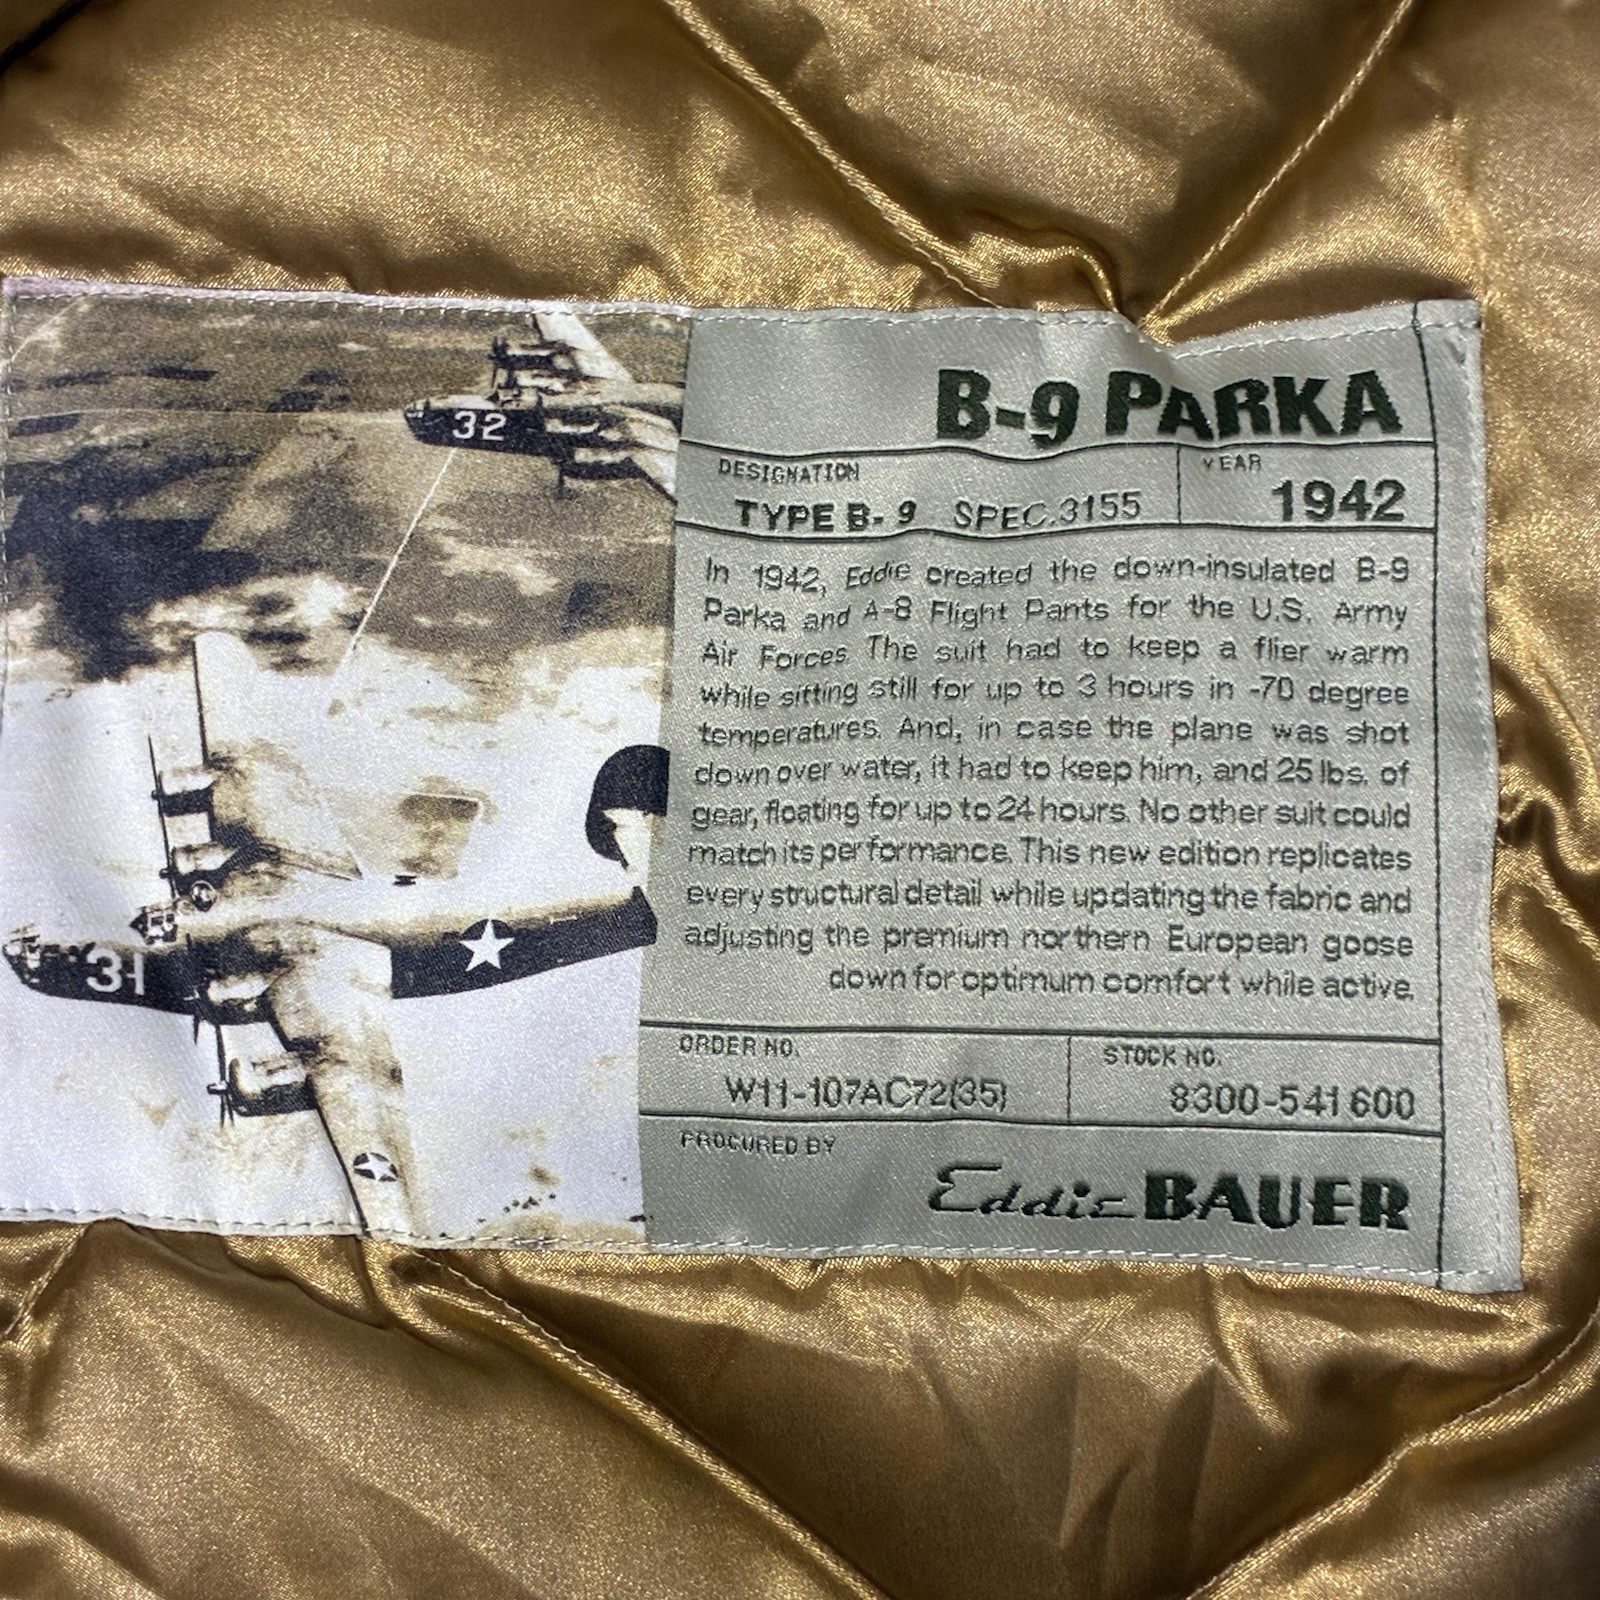 32
31
B-9 PARKA
DESIGNATION
TYPE B-9 SPEC.3155
YEAR
1942
In 1942, Eddie created the down-insulated B-9
Parka and A-8 Flight Pants for the U.S. Army
Air Forces. The suit had to keep a flier warm
while sitting still for up to 3 hours in -70 degree
temperatures. And, in case the plane was shot
down over water, it had to keep him, and 25 lbs. of
gear, floating for up to 24 hours. No other suit could
match its performance. This new edition replicates
every structural detail while updating the fabric and
adjusting the premium northern European goose
down for optimum comfort while active.
ORDER NO.
W11-107AC72(35)
STOCK NO.
8300-541600
PROCURED BY
Eddie BAUER